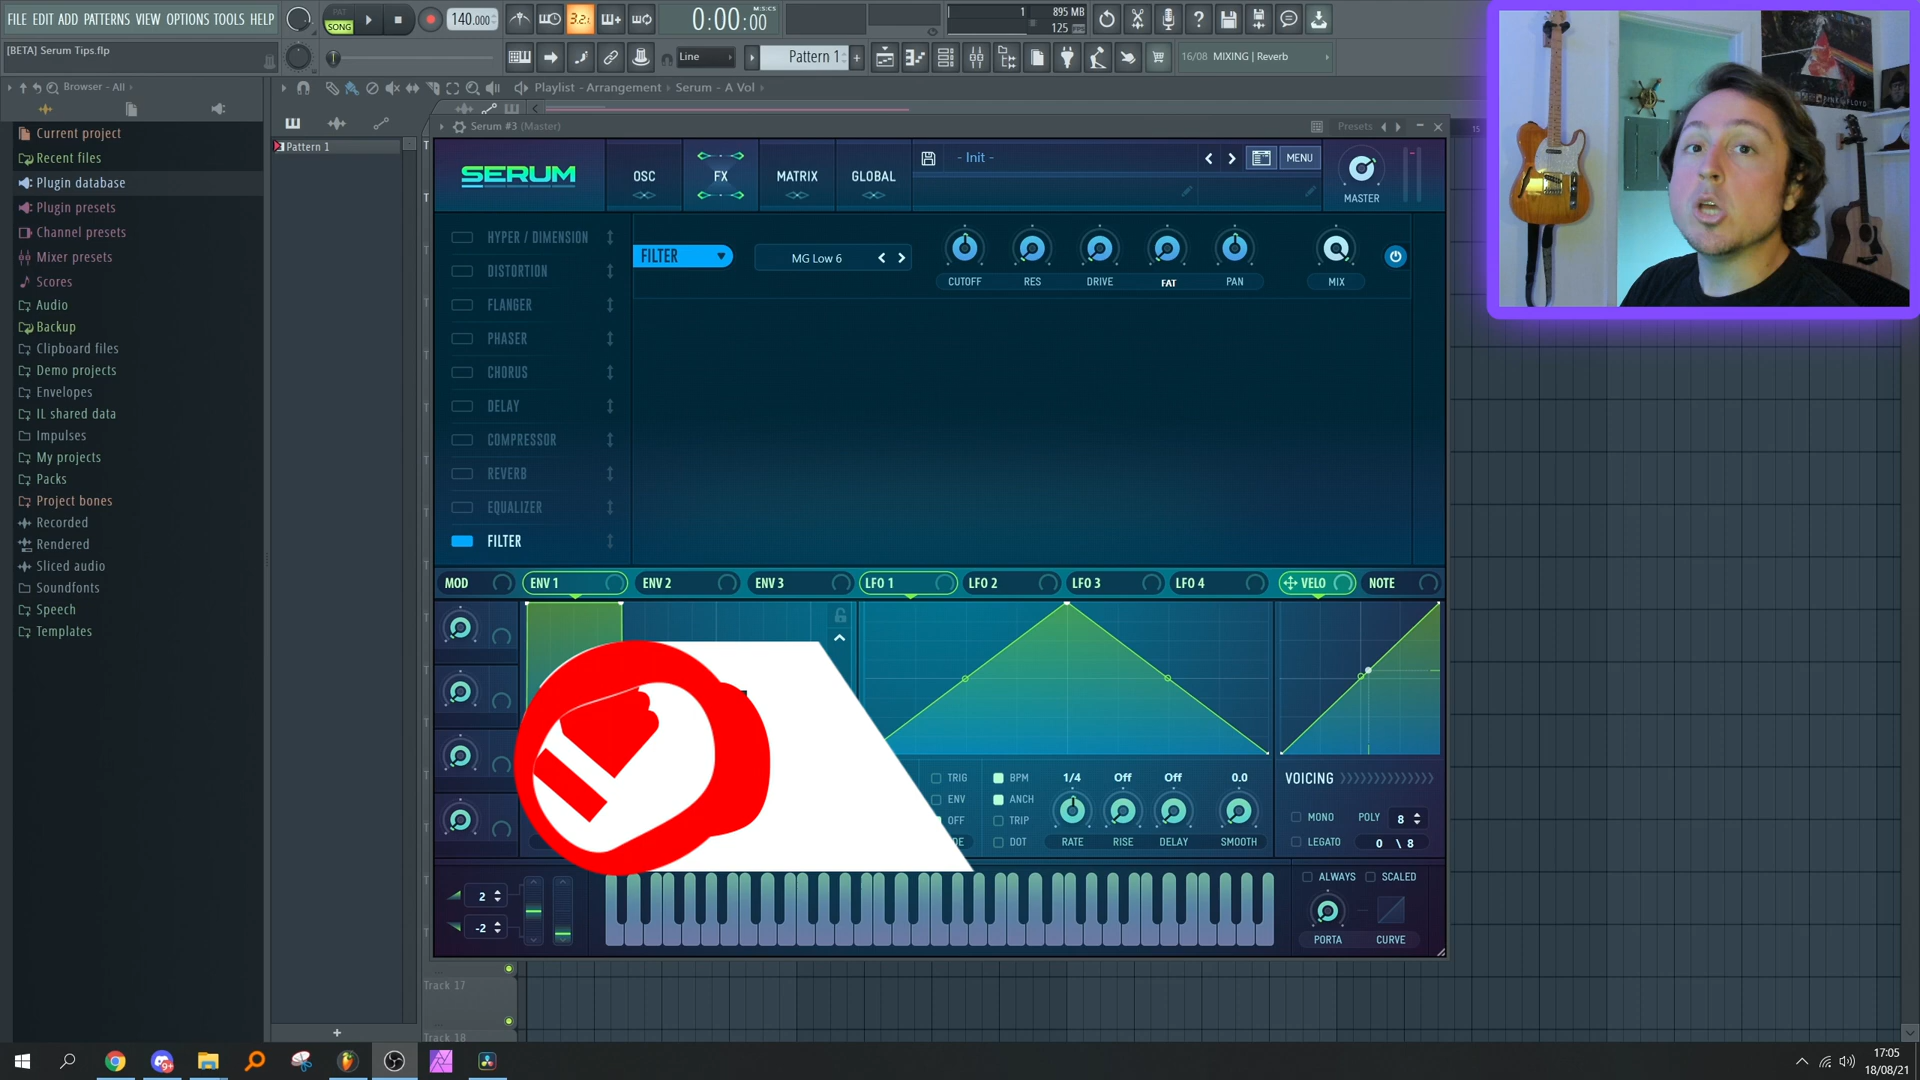 FILE EDIT ADD PATTERNS VIEW OPTIONS TOOLS HELP
PAT
SONG
140.000
3.2.
0:00:00
M:S:CS
1
895 MB
125
[BETA] Serum Tips.flp
Line
Pattern 1
+
16/08 MIXING | Reverb
Browser - All
Playlist - Arrangement
Serum - A Vol
Current project
Recent files
Plugin database
Plugin presets
Channel presets
Mixer presets
Scores
Audio
Backup
Clipboard files
Demo projects
Envelopes
IL shared data
Impulses
My projects
Packs
Project bones
Recorded
Rendered
Sliced audio
Soundfonts
Speech
Templates
Pattern 1
Serum #3 (Master)
Presets
15
SERUM
OSC
FX
MATRIX
GLOBAL
- Init -
MENU
MASTER
HYPER / DIMENSION
DISTORTION
FLANGER
PHASER
CHORUS
DELAY
COMPRESSOR
REVERB
EQUALIZER
FILTER
FILTER
MG Low 6
CUTOFF
RES
DRIVE
FAT
PAN
MIX
MOD
ENV 1
ENV 2
ENV 3
LFO 1
LFO 2
LFO 3
LFO 4
VELO
NOTE
TRIG
ENV
OFF
BPM
ANCH
TRIP
DOT
1/4
Off
Off
0.0
RATE
RISE
DELAY
SMOOTH
VOICING
MONO
POLY
8
LEGATO
0 \ 8
ALWAYS
SCALED
PORTA
CURVE
2
-2
Track 17
Track 18
9+
17:05
18/08/21